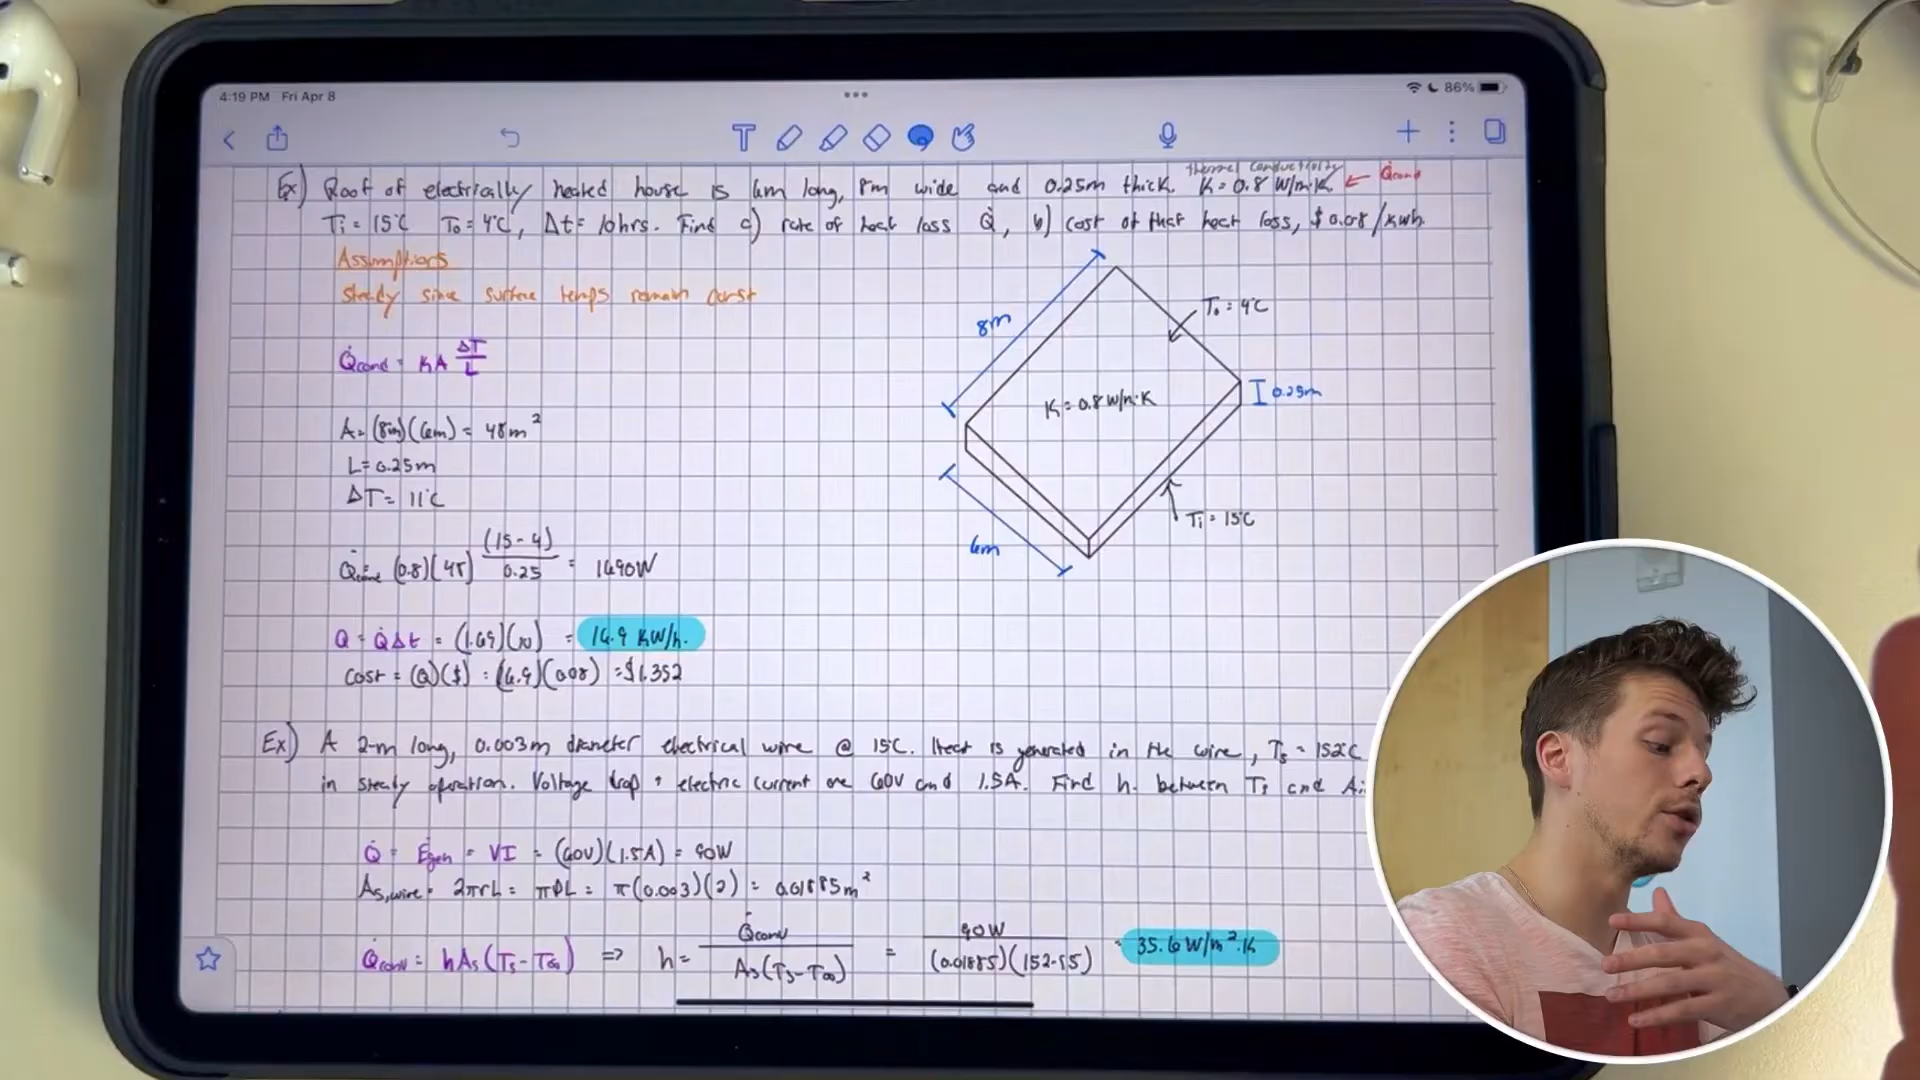 4:19 PM Fri Apr 8
86%
thermal conductivity
Ex) Roof of electrically heated house is 6m long, 8m wide and 0.25m thick. K=0.8 W/m·K ← Q̇cond
Ti = 15°C To = 4°C, Δt = 10hrs. Find a) rate of heat loss Q̇, b) cost of that heat loss, $0.08/kWh
Assumptions
Steady since surface temps remain const
Q̇cond = KA ΔT/L
A = (8m)(6m) = 48m²
L = 0.25m
ΔT = 11°C
Q̇cond = (0.8)(48) (15-4)/0.25 = 1690W
Q = Q̇Δt = (1.69)(10) = 16.9 KW/h.
Cost = (Q)($) = (16.9)(0.08) = $1.352
8m
To = 4°C
K = 0.8 W/m·K
0.25m
Ti = 15°C
6m
Ex) A 2-m long, 0.003m diameter electrical wire @ 15°C. Heat is generated in the wire, Ts = 152°C
in steady operation. Voltage drop + electric current are 60V and 1.5A. Find h. between Ts and
Q̇ = Ėgen = VI = (60V)(1.5A) = 90W
As,wire = 2πrL = πDL = π(0.003)(2) = 0.01885m²
Q̇conv = hAs(Ts-T∞) => h = Q̇conv/As(Ts-T∞) = 90W/(0.01885)(152-15) = 35.6 W/m²·K